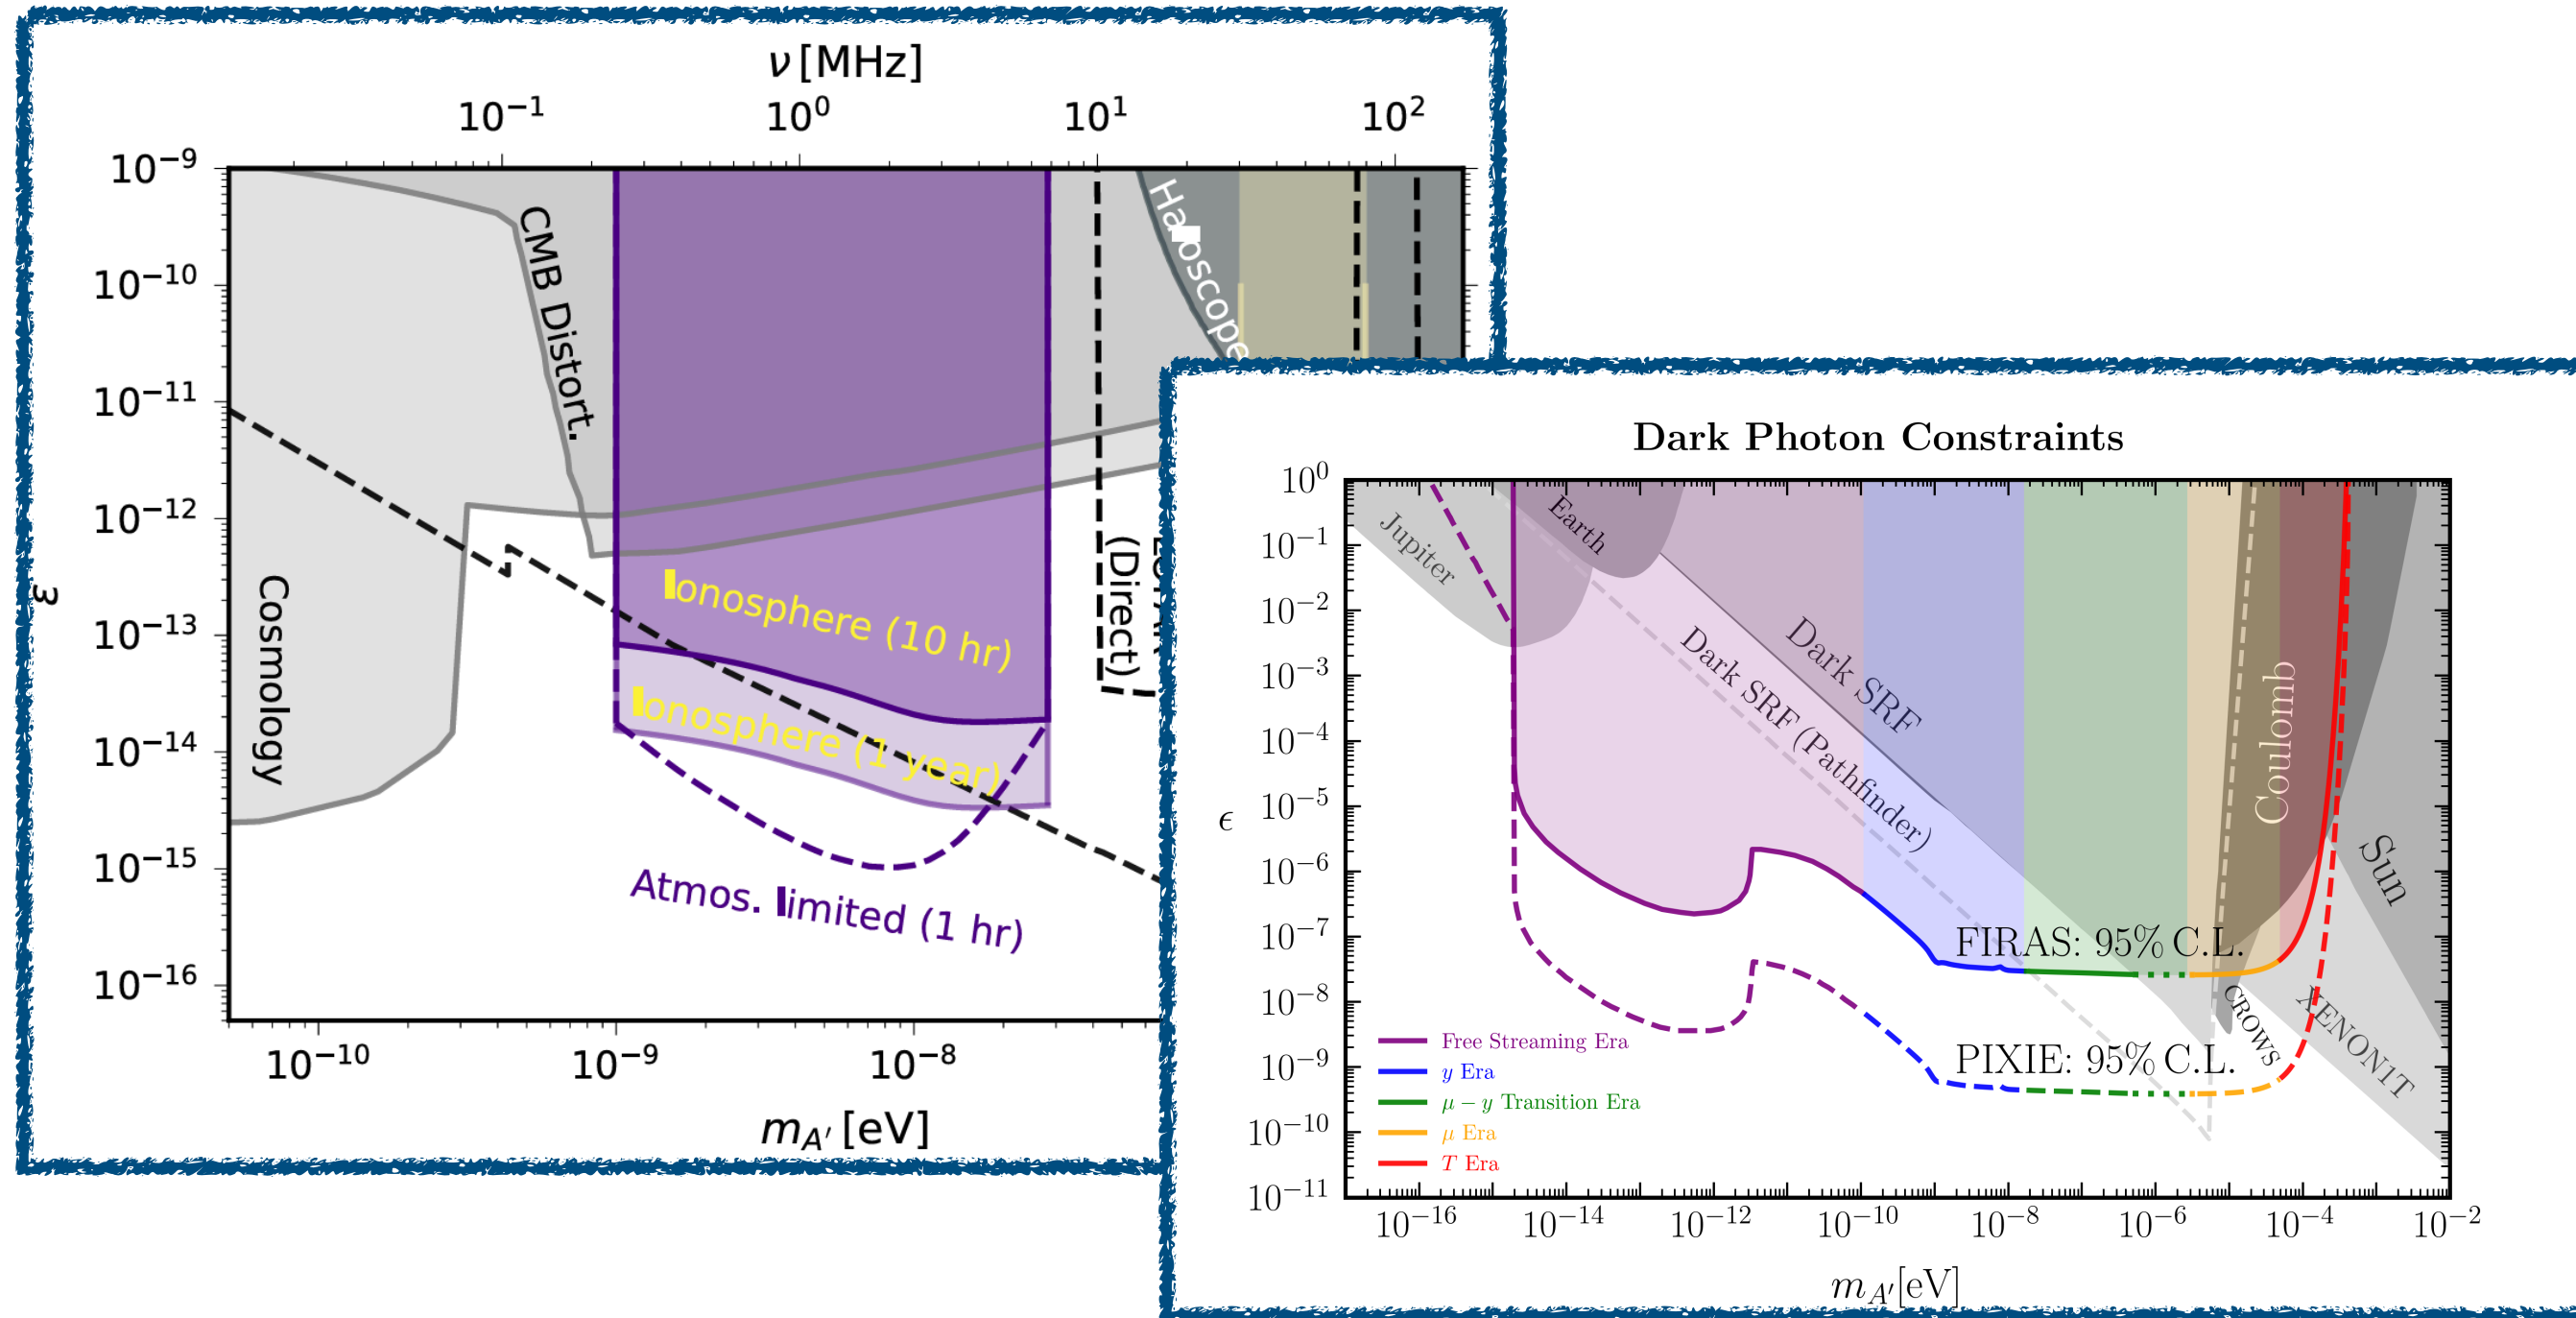 ν [MHz]
10⁻¹ 10⁰ 10¹ 10²
10⁻⁹
10⁻¹⁰
10⁻¹¹
10⁻¹²
10⁻¹³
10⁻¹⁴
10⁻¹⁵
10⁻¹⁶
ε
CMB Distort.
Cosmology
Ionosphere (10 hr)
Ionosphere (1 year)
Atmos. limited (1 hr)
(Direct)
10⁻¹⁰ 10⁻⁹ 10⁻⁸
m_A′ [eV]
Dark Photon Constraints
10⁰
10⁻¹
10⁻²
10⁻³
10⁻⁴
10⁻⁵
10⁻⁶
10⁻⁷
10⁻⁸
10⁻⁹
10⁻¹⁰
10⁻¹¹
ϵ
Jupiter
Earth
Dark SRF
Dark SRF (Pathfinder)
Coulomb
Sun
FIRAS: 95% C.L.
CROWS
XENON1T
PIXIE: 95% C.L.
Free Streaming Era
y Era
μ − y Transition Era
μ Era
T Era
10⁻¹⁶ 10⁻¹⁴ 10⁻¹² 10⁻¹⁰ 10⁻⁸ 10⁻⁶ 10⁻⁴ 10⁻²
m_A′[eV]